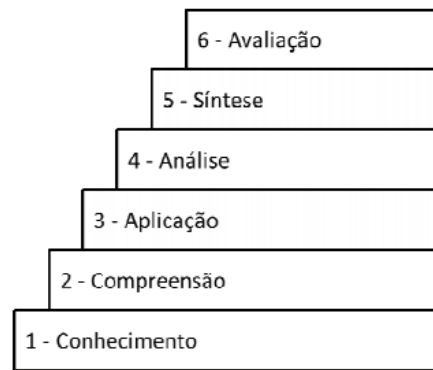 6 - Avaliação
5 - Síntese
4 - Análise
3 - Aplicação
2 - Compreensão
1 - Conhecimento